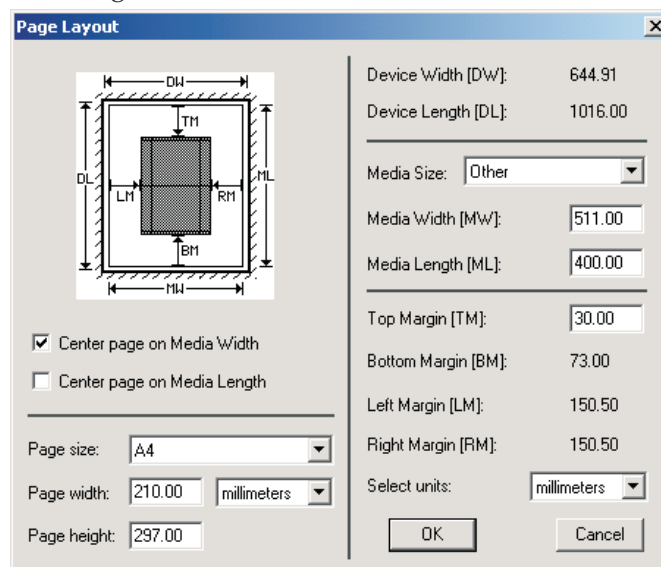 Page Layout
DW
TM
DL
ML
LM
RM
BM
MW
Center page on Media Width
Center page on Media Length
Page size: A4
Page width: 210.00 millimeters
Page height: 297.00
Device Width [DW]: 644.91
Device Length [DL]: 1016.00
Media Size: Other
Media Width [MW]: 511.00
Media Length [ML]: 400.00
Top Margin [TM]: 30.00
Bottom Margin [BM]: 73.00
Left Margin [LM]: 150.50
Right Margin [RM]: 150.50
Select units: millimeters
OK Cancel